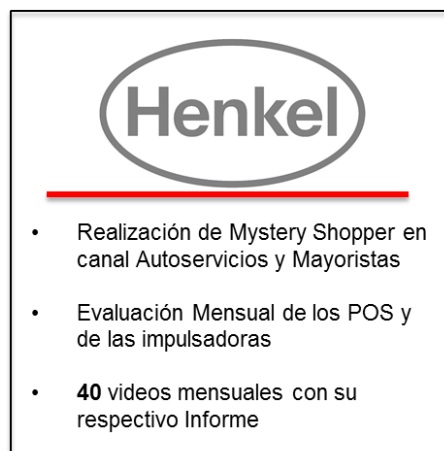 Henkel
• Realización de Mystery Shopper en
canal Autoservicios y Mayoristas
• Evaluación Mensual de los POS y
de las impulsadoras
• 40 videos mensuales con su
respectivo Informe